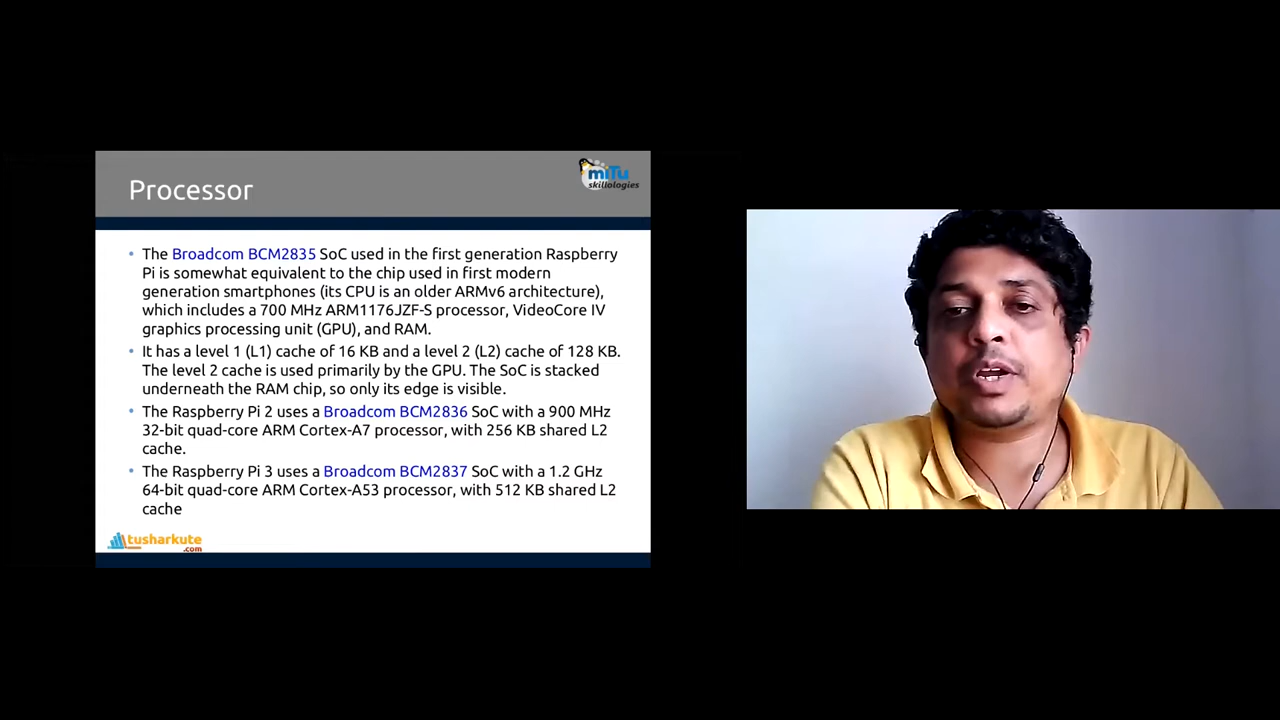 Processor
miTu
skillologies
• The Broadcom BCM2835 SoC used in the first generation Raspberry
Pi is somewhat equivalent to the chip used in first modern
generation smartphones (its CPU is an older ARMv6 architecture),
which includes a 700 MHz ARM1176JZF-S processor, VideoCore IV
graphics processing unit (GPU), and RAM.
• It has a level 1 (L1) cache of 16 KB and a level 2 (L2) cache of 128 KB.
The level 2 cache is used primarily by the GPU. The SoC is stacked
underneath the RAM chip, so only its edge is visible.
• The Raspberry Pi 2 uses a Broadcom BCM2836 SoC with a 900 MHz
32-bit quad-core ARM Cortex-A7 processor, with 256 KB shared L2
cache.
• The Raspberry Pi 3 uses a Broadcom BCM2837 SoC with a 1.2 GHz
64-bit quad-core ARM Cortex-A53 processor, with 512 KB shared L2
cache
tusharkute
.com